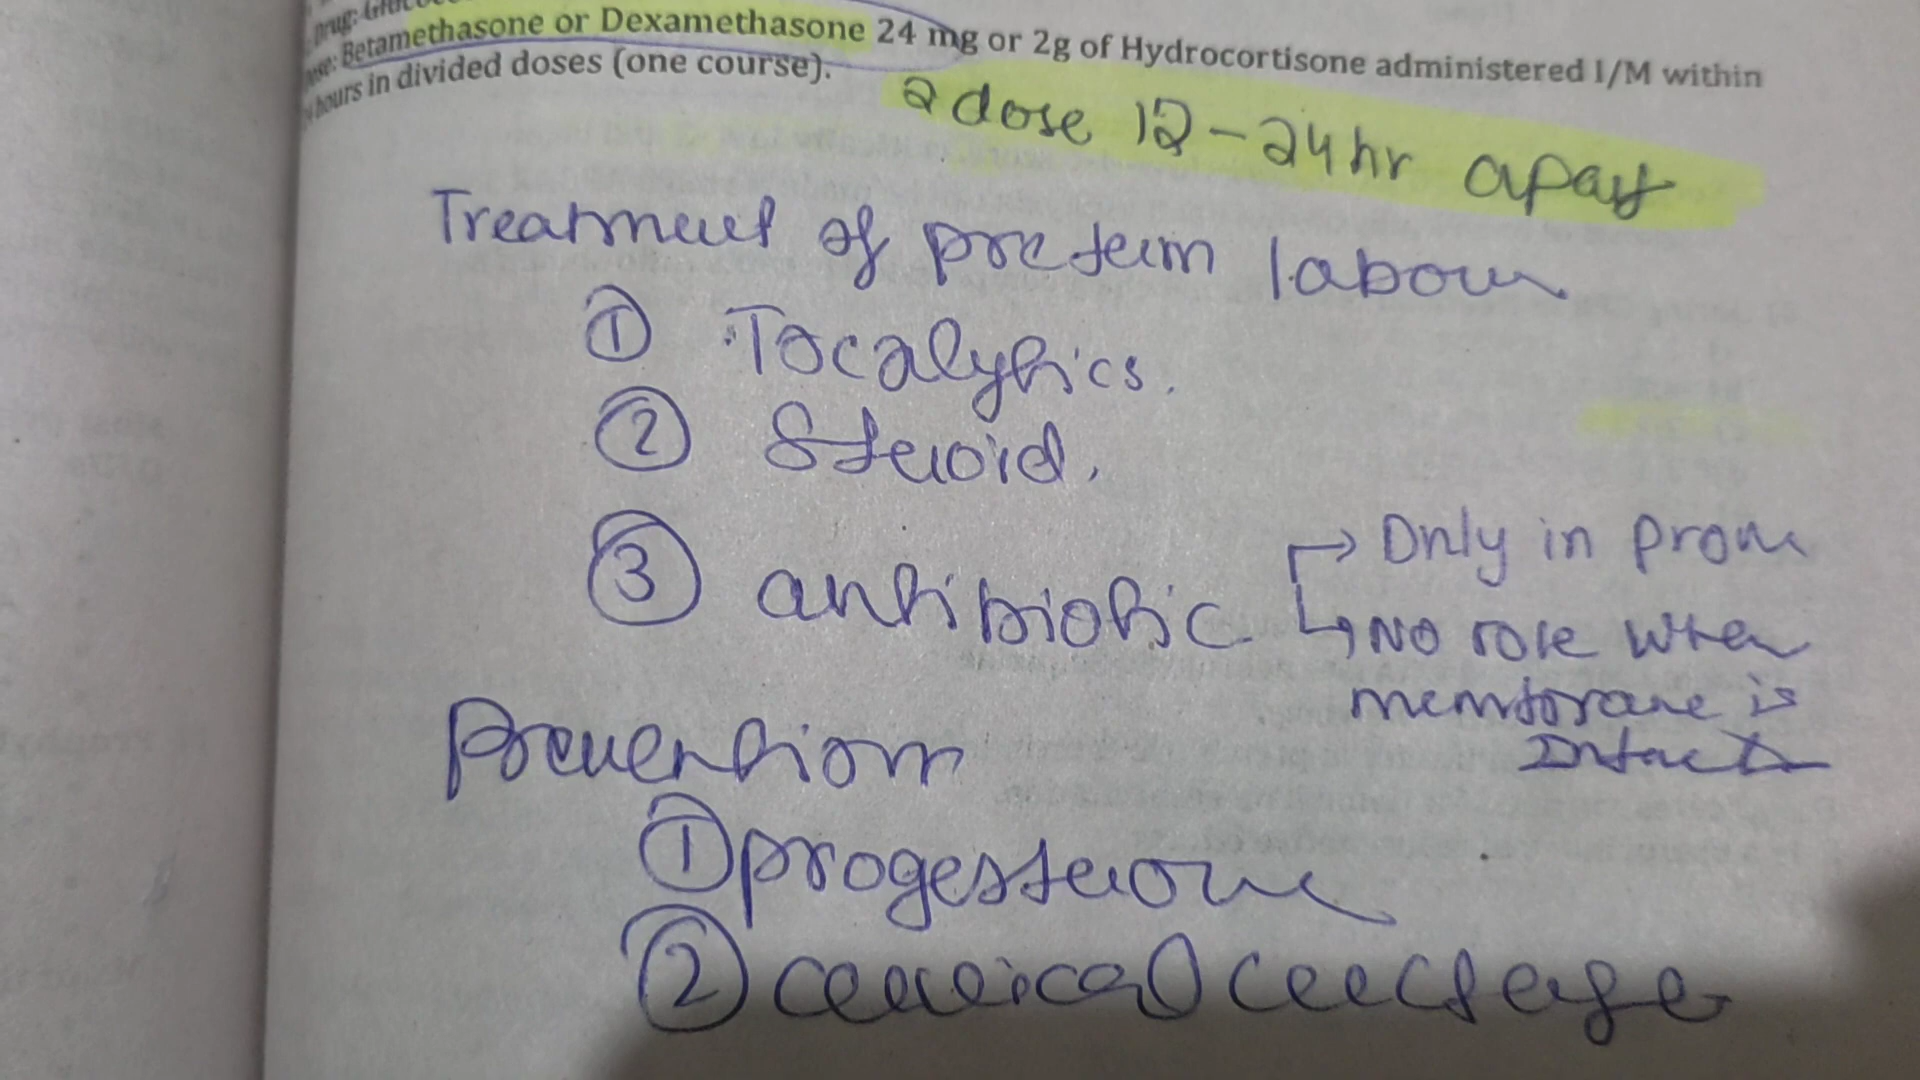 Drug:
Dose: Betamethasone or Dexamethasone 24 mg or 2g of Hydrocortisone administered I/M within
hours in divided doses (one course).
2 dose 12-24hr apart
Treatment of preterm labour
① Tocalytics.
② Steroid.
③ antibiotic → Only in prom
↳ No role when
membrane is
Intact
Prevention
① progesterone
② cervical cerclage